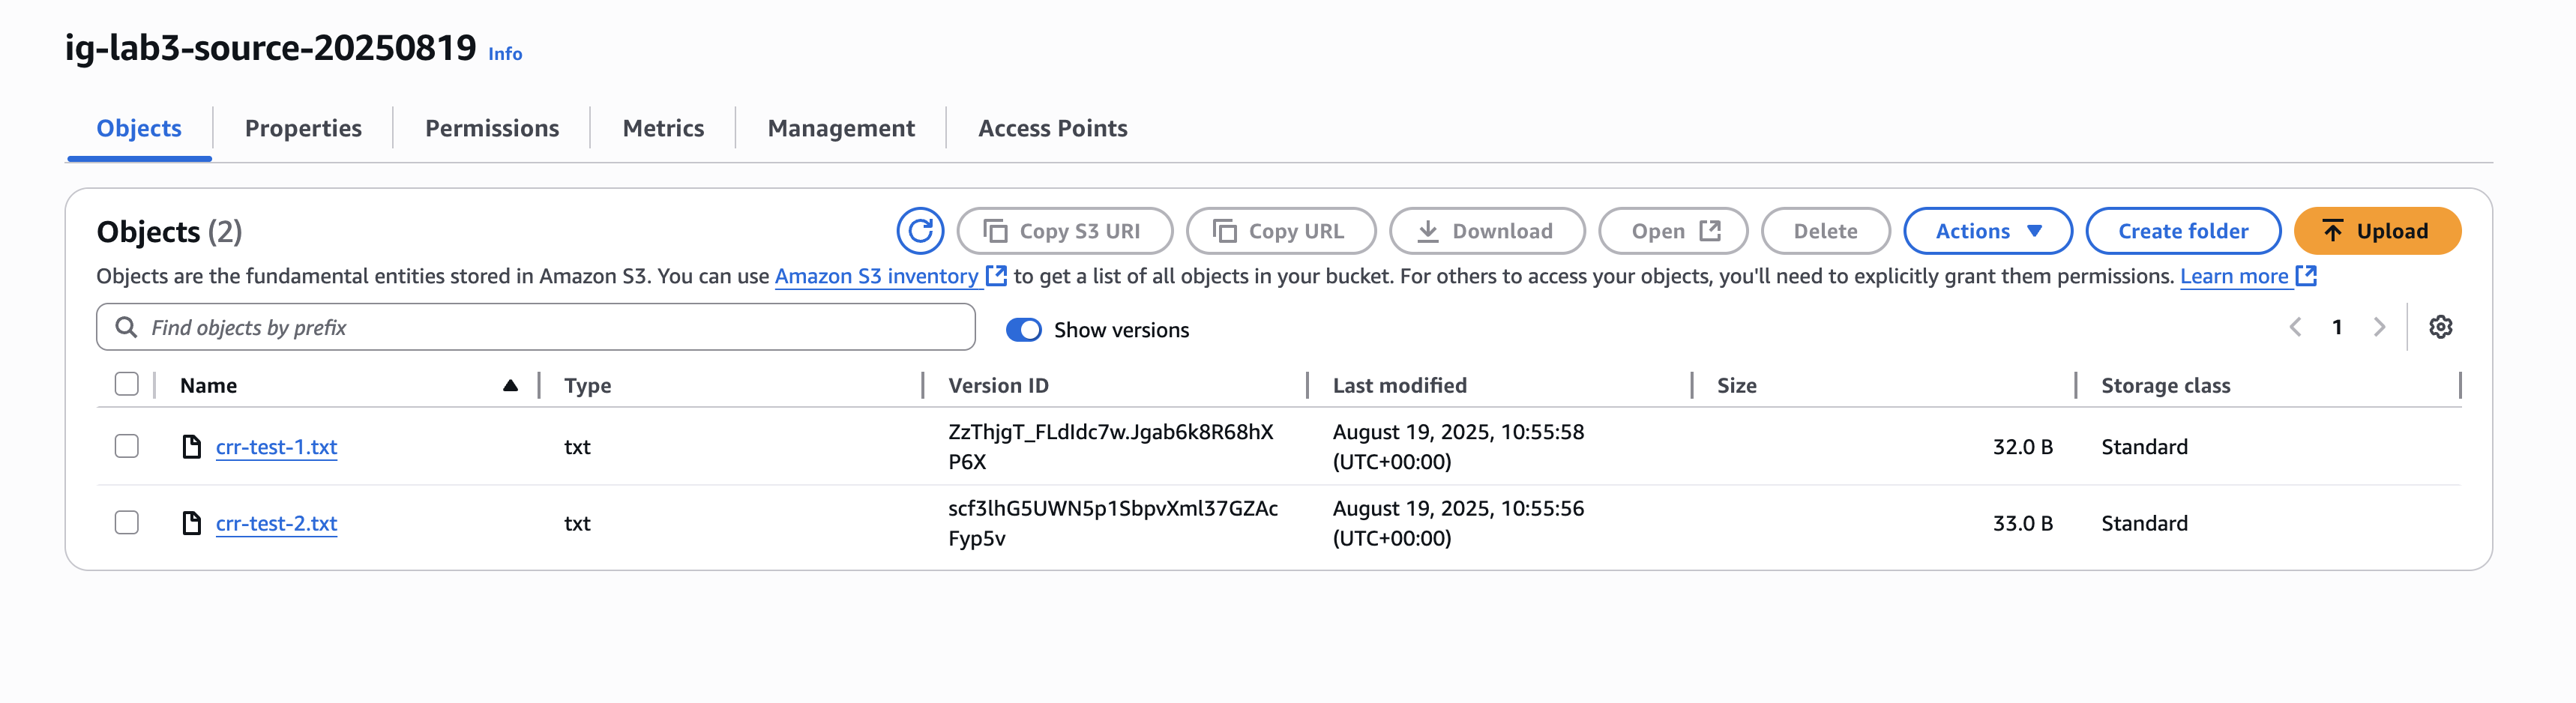 ig-lab3-source-20250819 Info
Objects Properties Permissions Metrics Management Access Points
Objects (2) Copy S3 URI Copy URL Download Open Delete Actions Create folder Upload
Objects are the fundamental entities stored in Amazon S3. You can use Amazon S3 inventory to get a list of all objects in your bucket. For others to access your objects, you'll need to explicitly grant them permissions. Learn more
Find objects by prefix Show versions 1
Name Type Version ID Last modified Size Storage class
crr-test-1.txt txt ZzThjgT_FLdIdc7w.Jgab6k8R68hX August 19, 2025, 10:55:58 32.0 B Standard
P6X (UTC+00:00)
crr-test-2.txt txt scf3lhG5UWN5p1SbpvXml37GZAc August 19, 2025, 10:55:56 33.0 B Standard
Fyp5v (UTC+00:00)